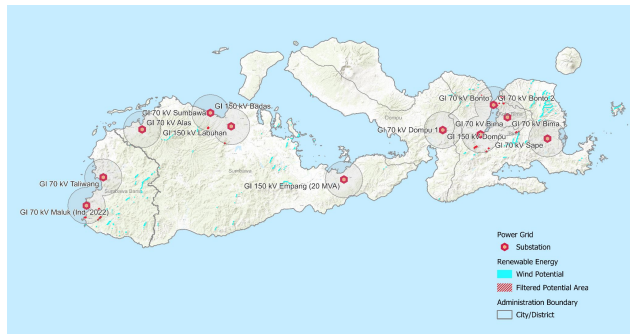 GI 70 kV Bonto
GI 70 kV Bonto 2
GI 150 kV Badas
GI 70 kV Sumbawa
GI 70 kV Alas
GI 150 kV Labuhan
Dompu
GI 70 kV Bima
GI 70 kV Dompu 1
GI 70 kV Bima 1
GI 150 kV Dompu
GI 70 kV Sape
Sumbawa
GI 70 kV Taliwang
GI 150 kV Empang (20 MVA)
Sumbawa Barat
GI 70 kV Maluk (Ind, 2022)
Power Grid
Substation
Renewable Energy
Wind Potential
Filtered Potential Area
Administration Boundary
City/District